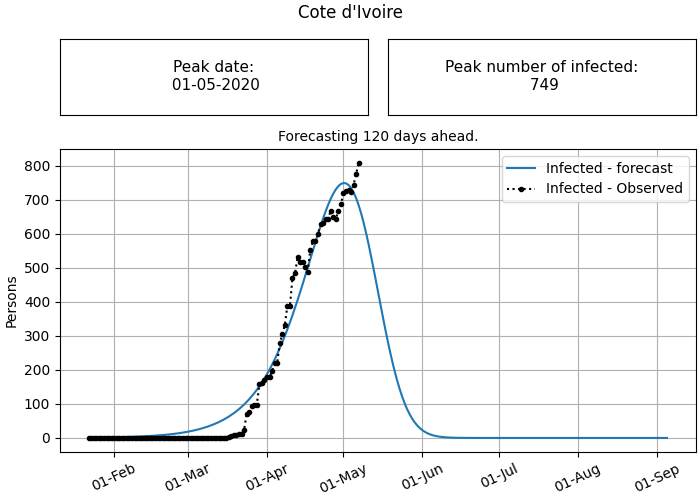 Cote d'Ivoire
Peak date:
01-05-2020
Peak number of infected:
749
Forecasting 120 days ahead.
Infected - forecast
Infected - Observed
800
700
600
500
400
300
200
100
0
Persons
01-Feb
01-Mar
01-Apr
01-May
01-Jun
01-Jul
01-Aug
01-Sep